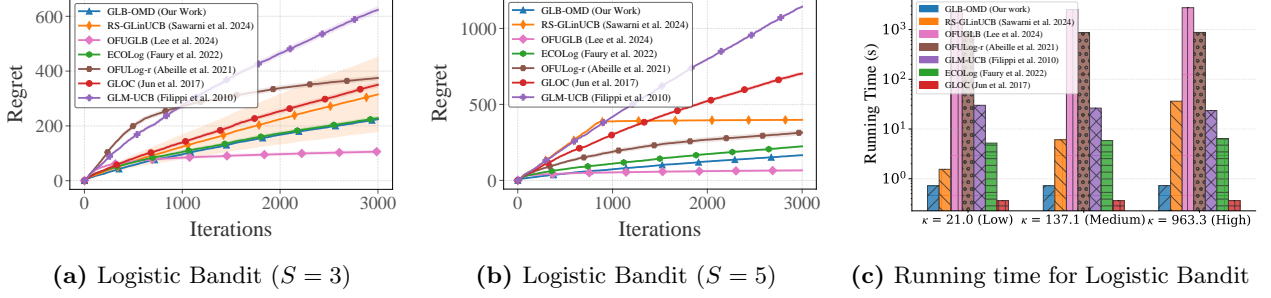 600
400
200
0
Regret
0
1000
2000
3000
Iterations
GLB-OMD (Our Work)
RS-GLinUCB (Sawarni et al. 2024)
OFUGLB (Lee et al. 2024)
ECOLog (Faury et al. 2022)
OFULog-r (Abeille et al. 2021)
GLOC (Jun et al. 2017)
GLM-UCB (Filippi et al. 2010)
(a) Logistic Bandit (S = 3)
1000
500
0
Regret
0
1000
2000
3000
Iterations
GLB-OMD (Our Work)
RS-GLinUCB (Sawarni et al. 2024)
OFUGLB (Lee et al. 2024)
ECOLog (Faury et al. 2022)
OFULog-r (Abeille et al. 2021)
GLOC (Jun et al. 2017)
GLM-UCB (Filippi et al. 2010)
(b) Logistic Bandit (S = 5)
10³
10²
10¹
10⁰
Running Time (s)
GLB-OMD (Our Work)
RS-GLinUCB (Sawarni et al. 2024)
OFUGLB (Lee et al. 2024)
OFULog-r (Abeille et al. 2021)
GLM-UCB (Filippi et al. 2010)
ECOLog (Faury et al. 2022)
GLOC (Jun et al. 2017)
κ = 21.0 (Low)
κ = 137.1 (Medium)
κ = 963.3 (High)
(c) Running time for Logistic Bandit